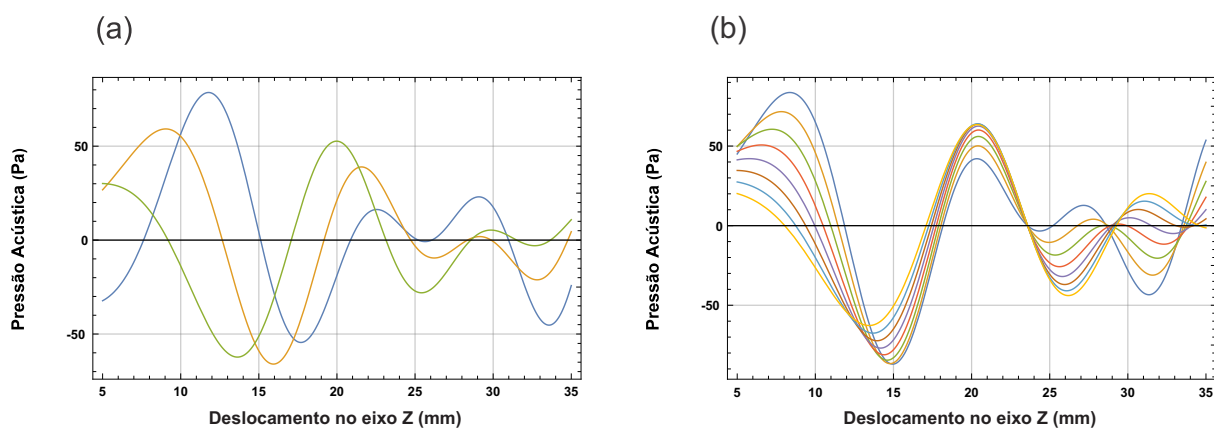 (a)
(b)
Pressão Acústica (Pa)
50
0
-50
5 10 15 20 25 30 35
Deslocamento no eixo Z (mm)
Pressão Acústica (Pa)
50
0
-50
5 10 15 20 25 30 35
Deslocamento no eixo Z (mm)